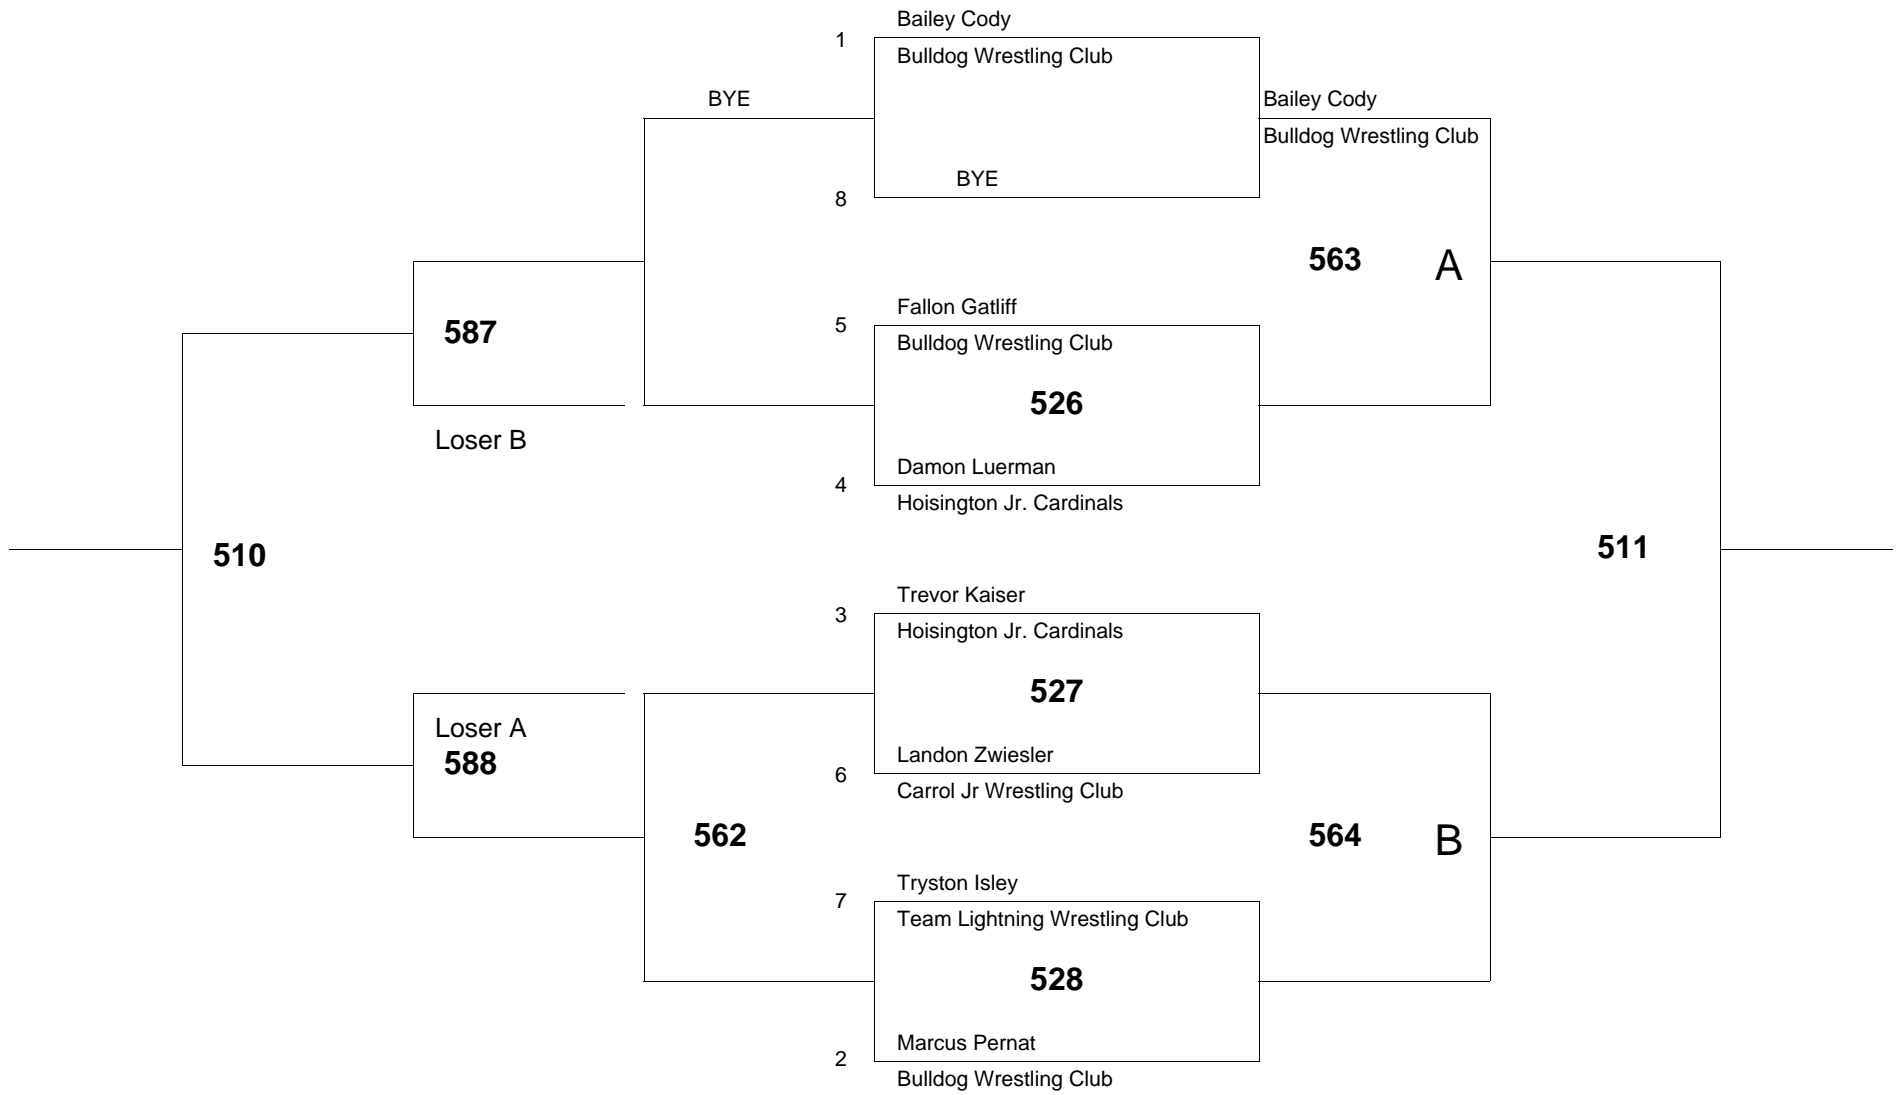 Bailey Cody
1
Bulldog Wrestling Club
BYE
Bailey Cody
Bulldog Wrestling Club
BYE
8
563
A
Fallon Gatliff
5
587
Bulldog Wrestling Club
526
Loser B
Damon Luerman
4
Hoisington Jr. Cardinals
510
511
Trevor Kaiser
3
Hoisington Jr. Cardinals
527
Loser A
588
Landon Zwiesler
6
Carrol Jr Wrestling Club
562
564
B
Tryston Isley
7
Team Lightning Wrestling Club
528
Marcus Pernat
2
Bulldog Wrestling Club